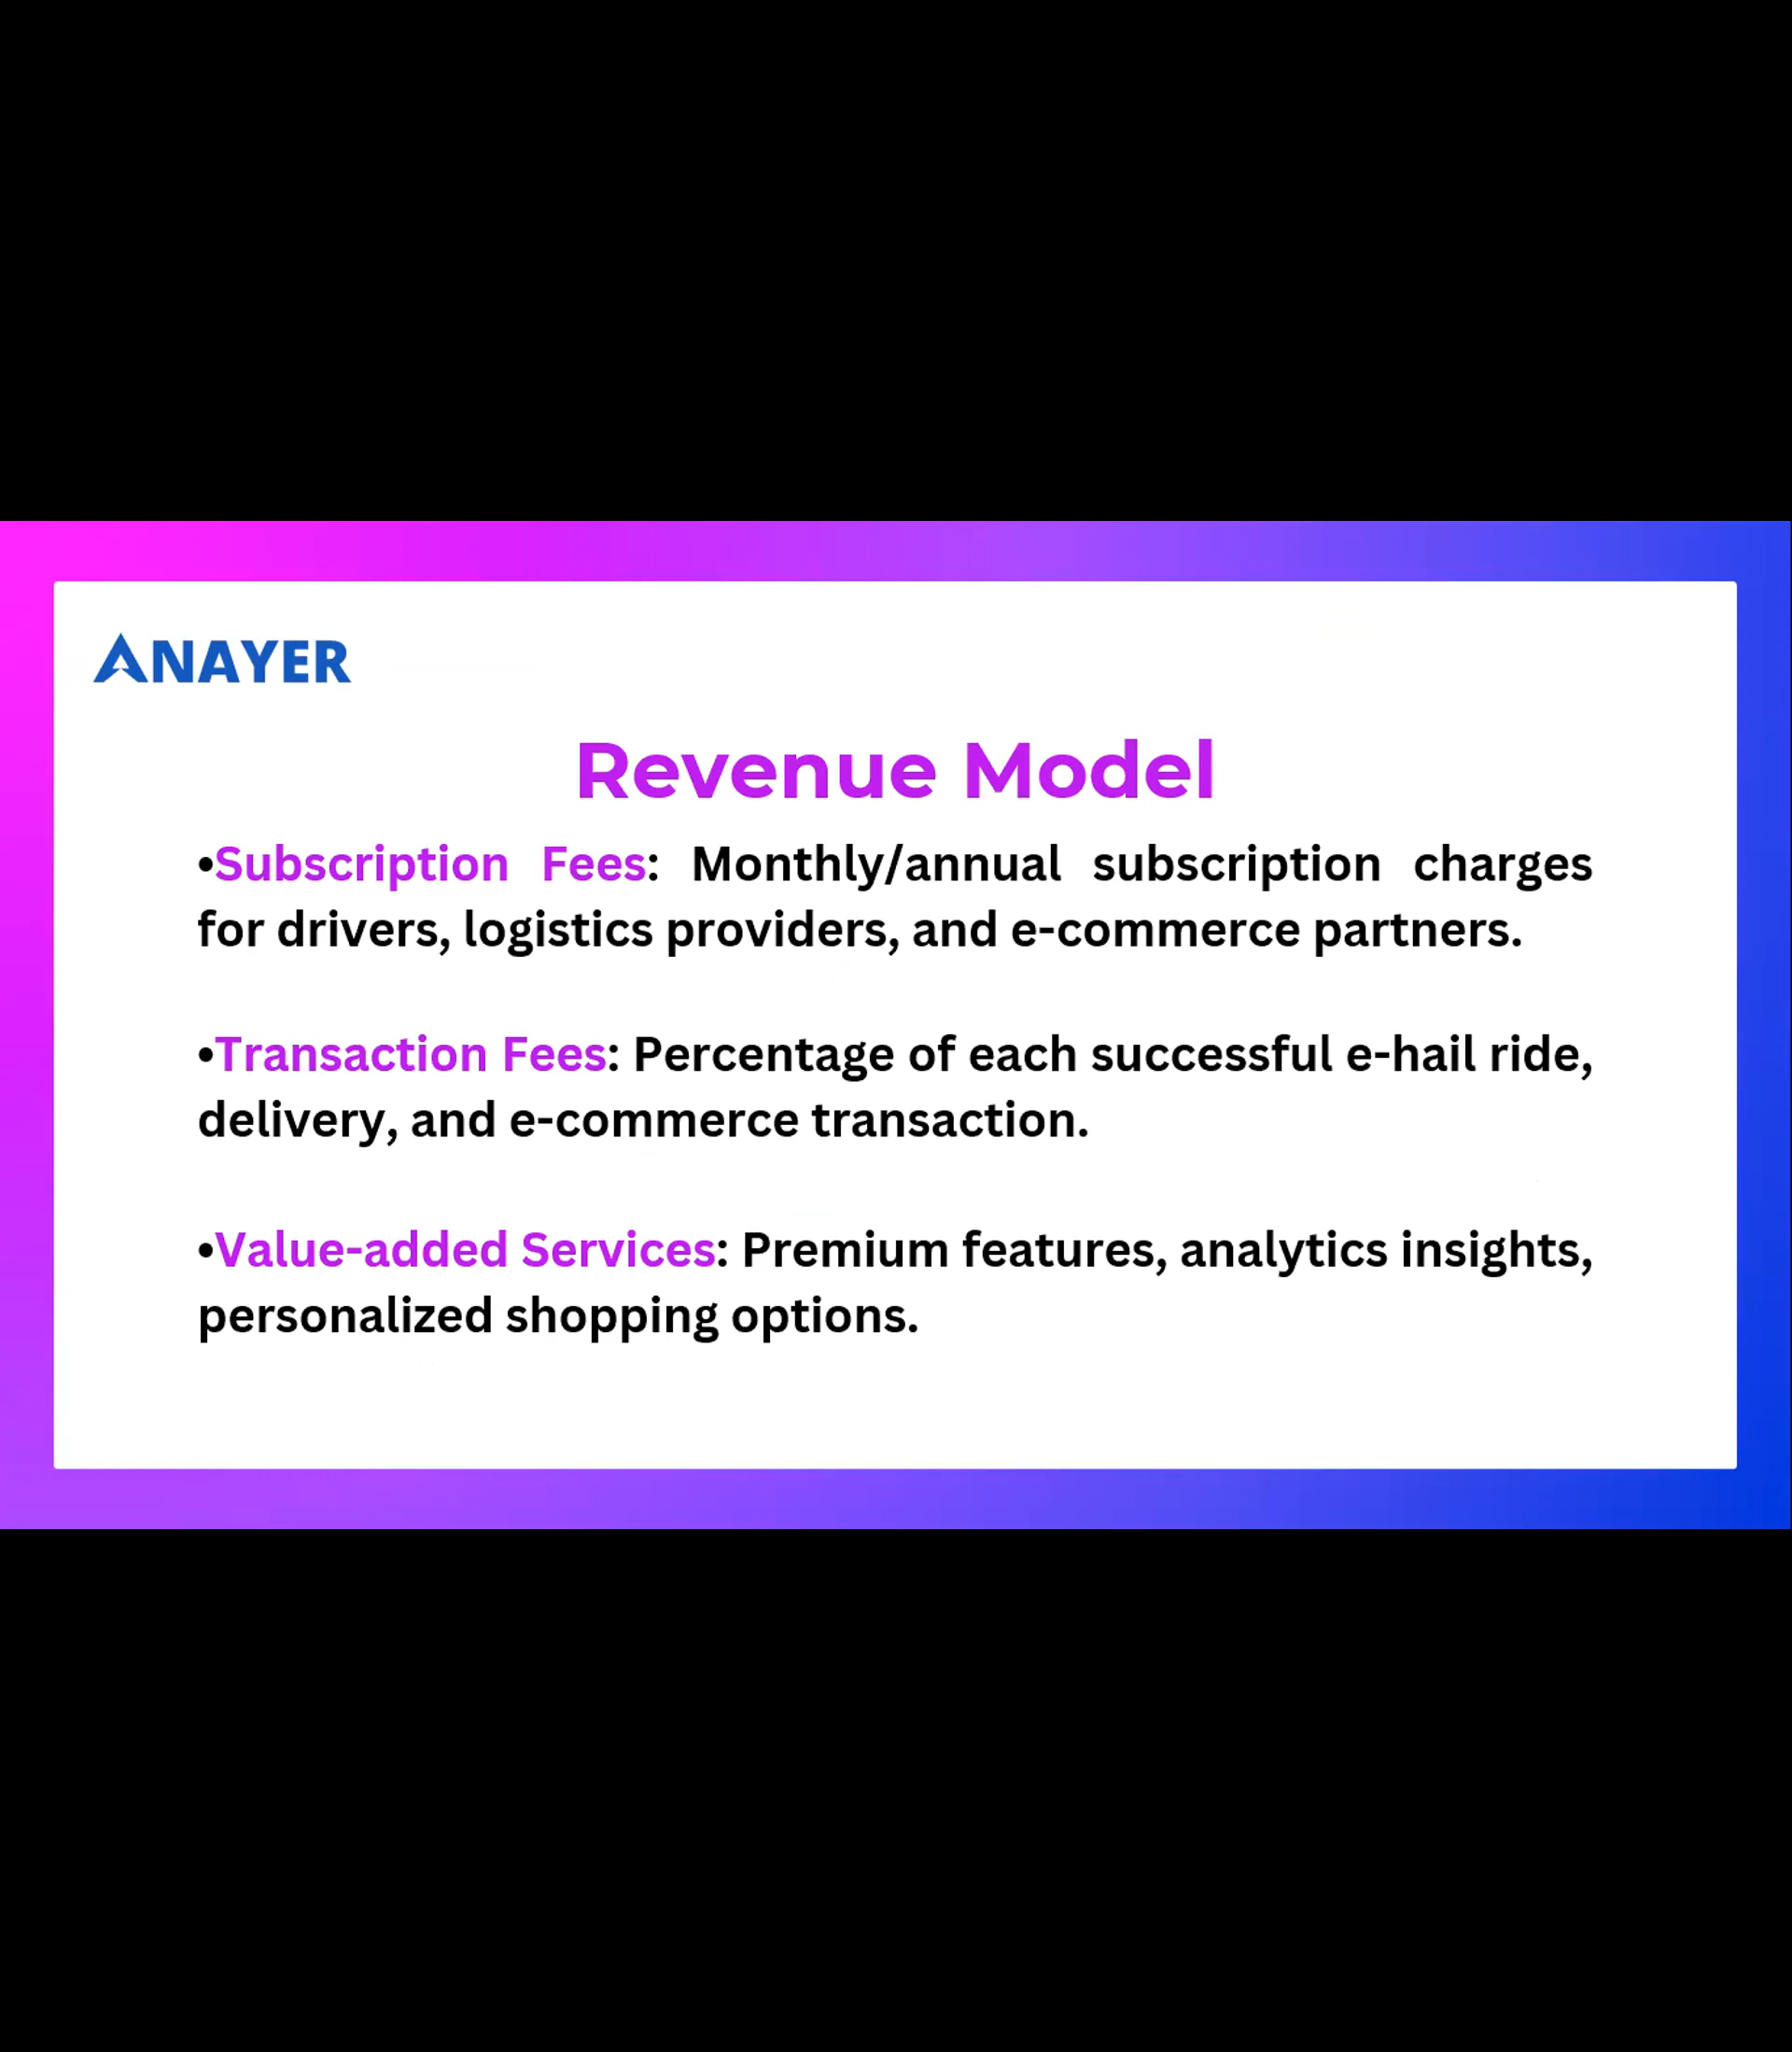 ANAYER
Revenue Model
•Subscription Fees: Monthly/annual subscription charges
for drivers, logistics providers, and e-commerce partners.
•Transaction Fees: Percentage of each successful e-hail ride,
delivery, and e-commerce transaction.
•Value-added Services: Premium features, analytics insights,
personalized shopping options.